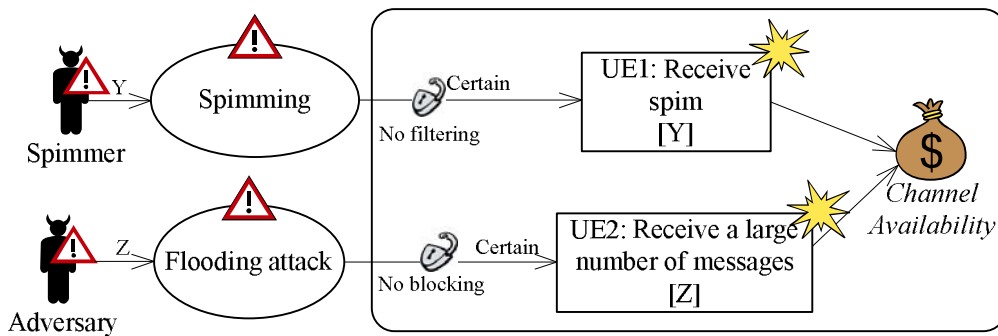 Y
Spimmer
Spimming
Certain
No filtering
UE1: Receive
spim
[Y]
$
Channel
Availability
Z
Adversary
Flooding attack
Certain
No blocking
UE2: Receive a large
number of messages
[Z]